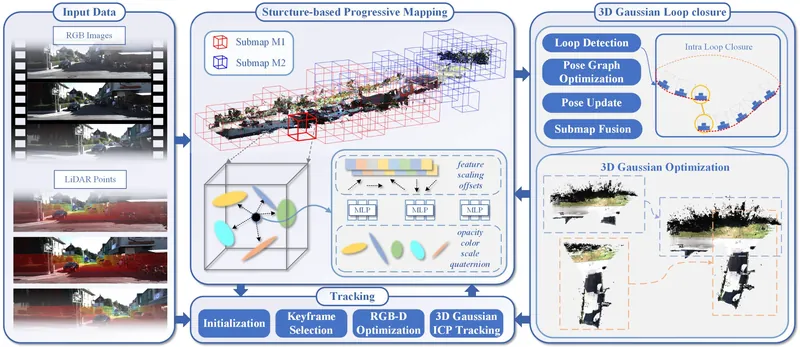 Input Data
RGB Images
LiDAR Points
Sturcture-based Progressive Mapping
Submap M1
Submap M2
feature
scaling
offsets
MLP
MLP
MLP
opacity
color
scale
quaternion
Tracking
Initialization
Keyframe
Selection
RGB-D
Optimization
3D Gaussian
ICP Tracking
3D Gaussian Loop closure
Loop Detection
Pose Graph
Optimization
Pose Update
Submap Fusion
Intra Loop Closure
3D Gaussian Optimization